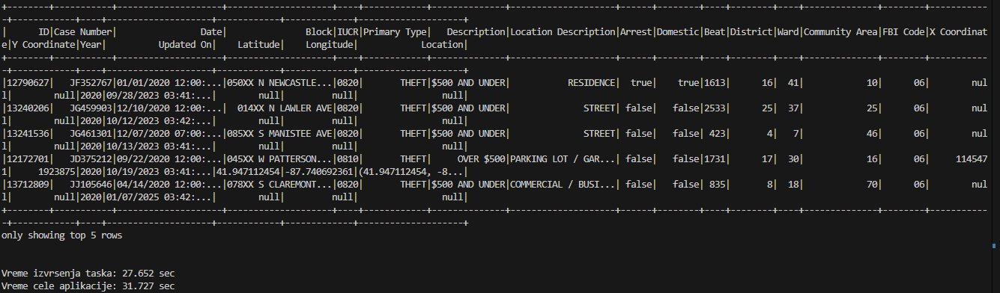 +--------+-----------+--------------------+--------------------+----+------------+--------------+--------------------+------+--------+----+--------+----+--------------+--------+-----------
-+------------+----+--------------------+------------+-------------+--------------------+
|      ID|Case Number|                Date|               Block|IUCR|Primary Type|   Description|Location Description|Arrest|Domestic|Beat|District|Ward|Community Area|FBI Code|X Coordinat
e|Y Coordinate|Year|          Updated On|    Latitude|    Longitude|            Location|
+--------+-----------+--------------------+--------------------+----+------------+--------------+--------------------+------+--------+----+--------+----+--------------+--------+-----------
-+------------+----+--------------------+------------+-------------+--------------------+
|12790627|   JF352767|01/01/2020 12:00:...|050XX N NEWCASTLE...|0820|       THEFT|$500 AND UNDER|           RESIDENCE|  true|    true|1613|      16|  41|            10|      06|        nul
l|        null|2020|09/28/2023 03:41:...|        null|         null|                null|
|13240206|   JG459903|12/10/2020 12:00:...|  014XX N LAWLER AVE|0820|       THEFT|$500 AND UNDER|              STREET| false|   false|2533|      25|  37|            25|      06|        nul
l|        null|2020|10/12/2023 03:42:...|        null|         null|                null|
|13241536|   JG461301|12/07/2020 07:00:...|085XX S MANISTEE AVE|0820|       THEFT|$500 AND UNDER|              STREET| false|   false| 423|       4|   7|            46|      06|        nul
l|        null|2020|10/13/2023 03:41:...|        null|         null|                null|
|12172701|   JD375212|09/22/2020 12:00:...|045XX W PATTERSON...|0810|       THEFT|     OVER $500|PARKING LOT / GAR...| false|   false|1731|      17|  30|            16|      06|     114547
1|     1923875|2020|10/19/2023 03:41:...|41.947112454|-87.740692361|(41.947112454, -8...|
|13712809|   JJ105646|04/14/2020 12:00:...|078XX S CLAREMONT...|0820|       THEFT|$500 AND UNDER|COMMERCIAL / BUSI...| false|   false| 835|       8|  18|            70|      06|        nul
l|        null|2020|01/07/2025 03:42:...|        null|         null|                null|
+--------+-----------+--------------------+--------------------+----+------------+--------------+--------------------+------+--------+----+--------+----+--------------+--------+-----------
-+------------+----+--------------------+------------+-------------+--------------------+
only showing top 5 rows
Vreme izvrsenja taska: 27.652 sec
Vreme cele aplikacije: 31.727 sec